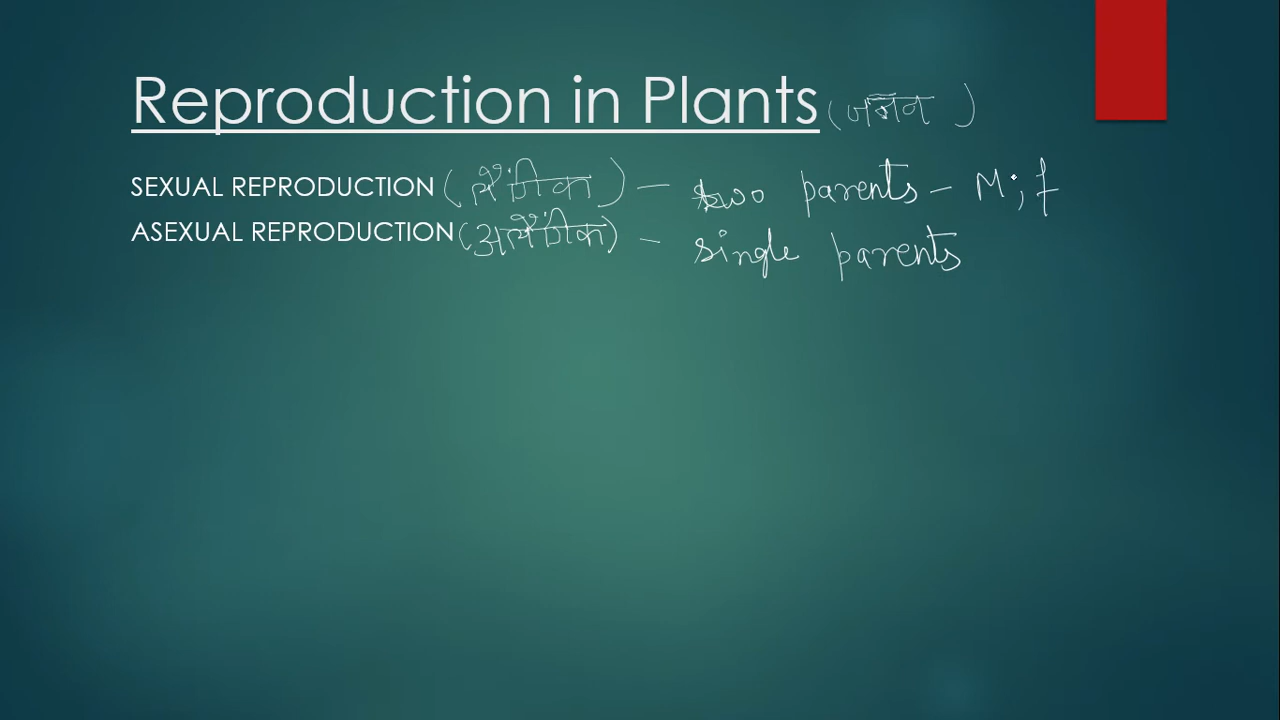 Reproduction in Plants (जनन)
SEXUAL REPRODUCTION (लैंगिक) – two parents – M; f
ASEXUAL REPRODUCTION (अलैंगिक) – single parents